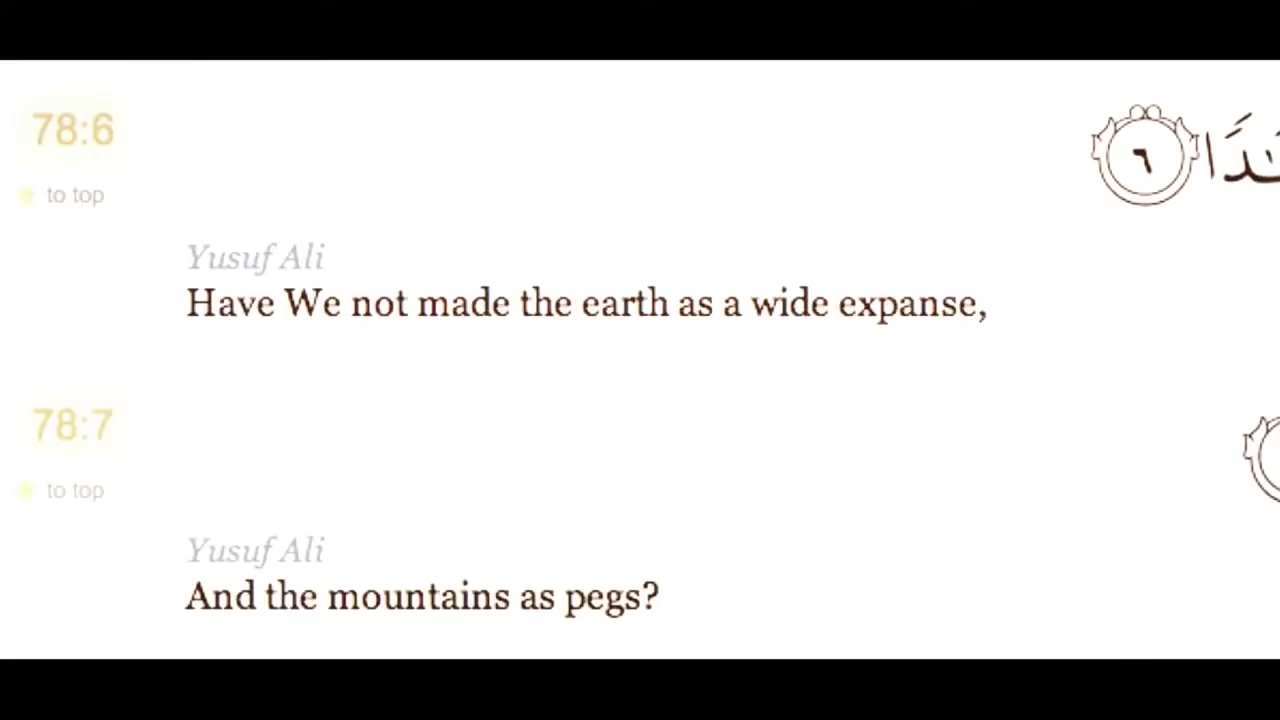 78:6
٦
to top
Yusuf Ali
Have We not made the earth as a wide expanse,
78:7
to top
Yusuf Ali
And the mountains as pegs?